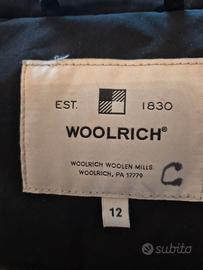 EST. 1830
WOOLRICH®
WOOLRICH WOOLEN MILLS
WOOLRICH, PA 17779
C
12
subito